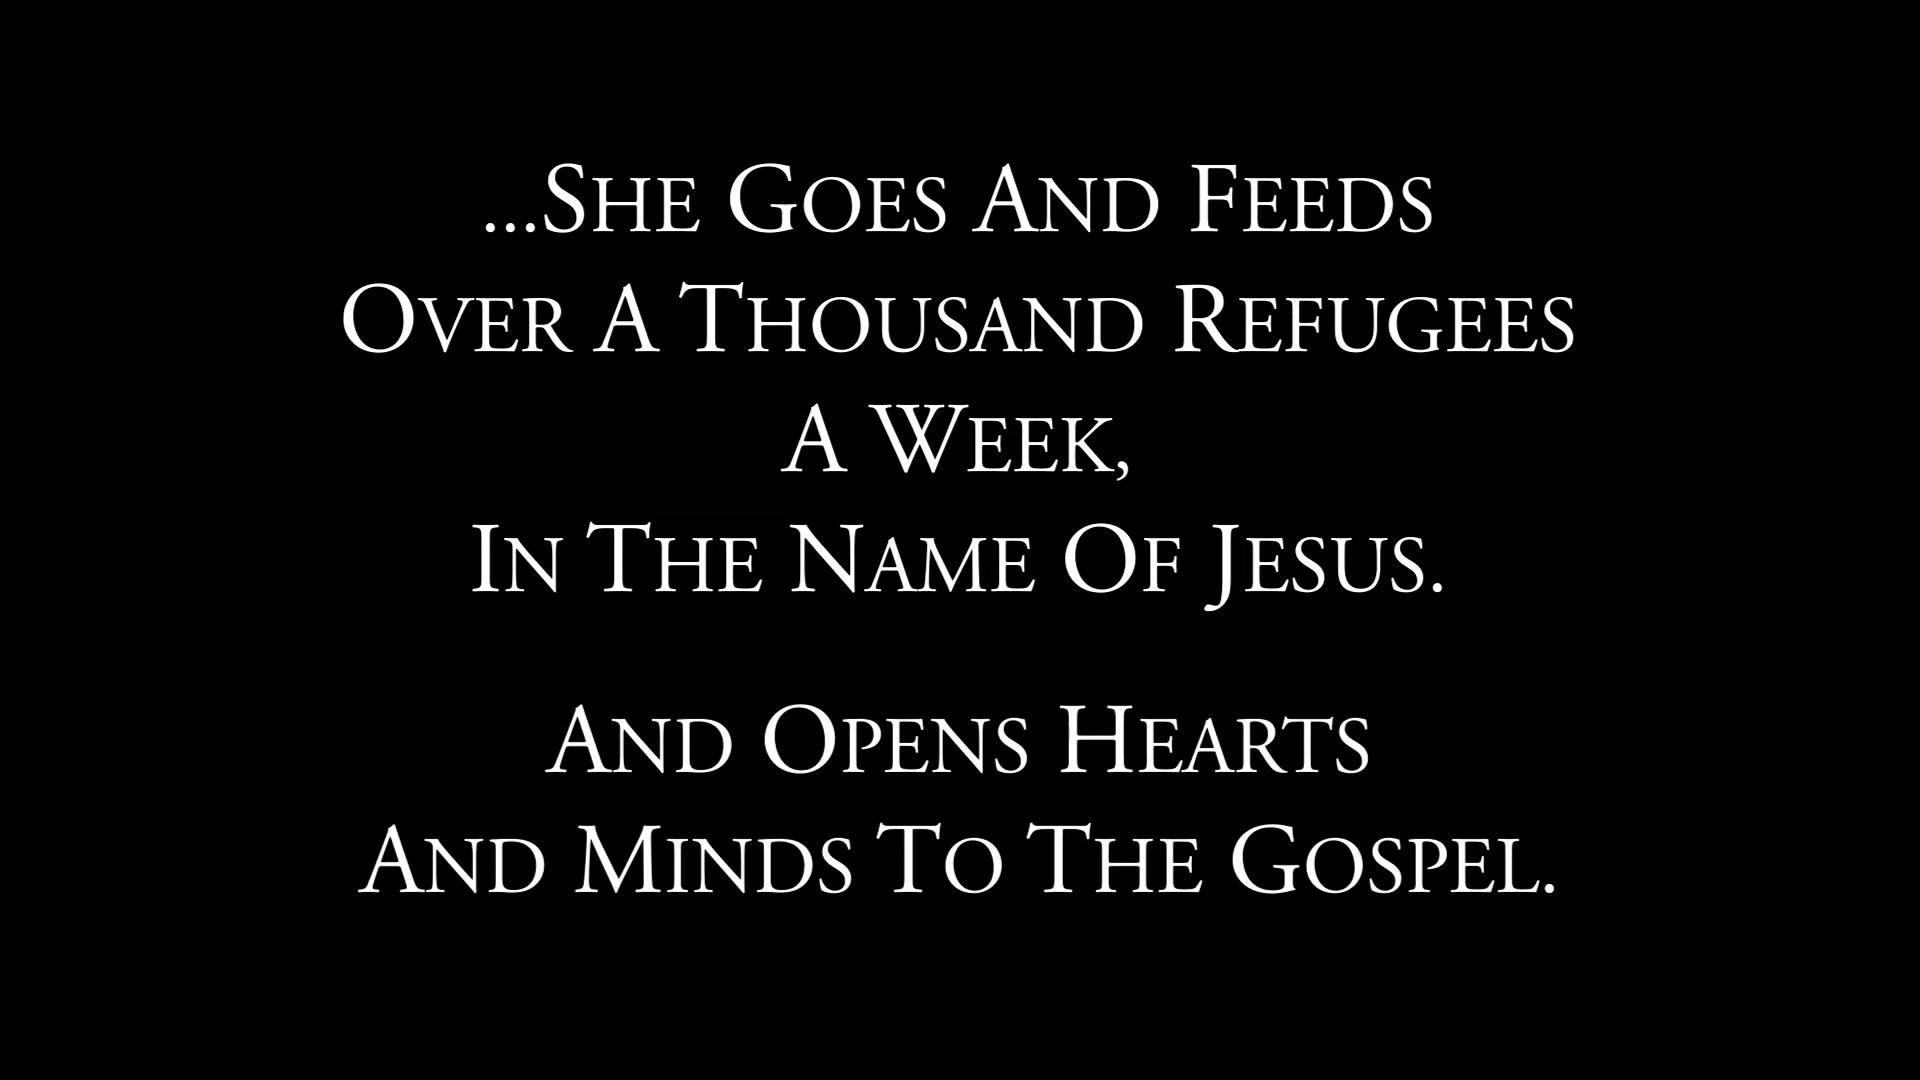 ...She Goes And Feeds
Over A Thousand Refugees
A Week,
In The Name Of Jesus.
And Opens Hearts
And Minds To The Gospel.